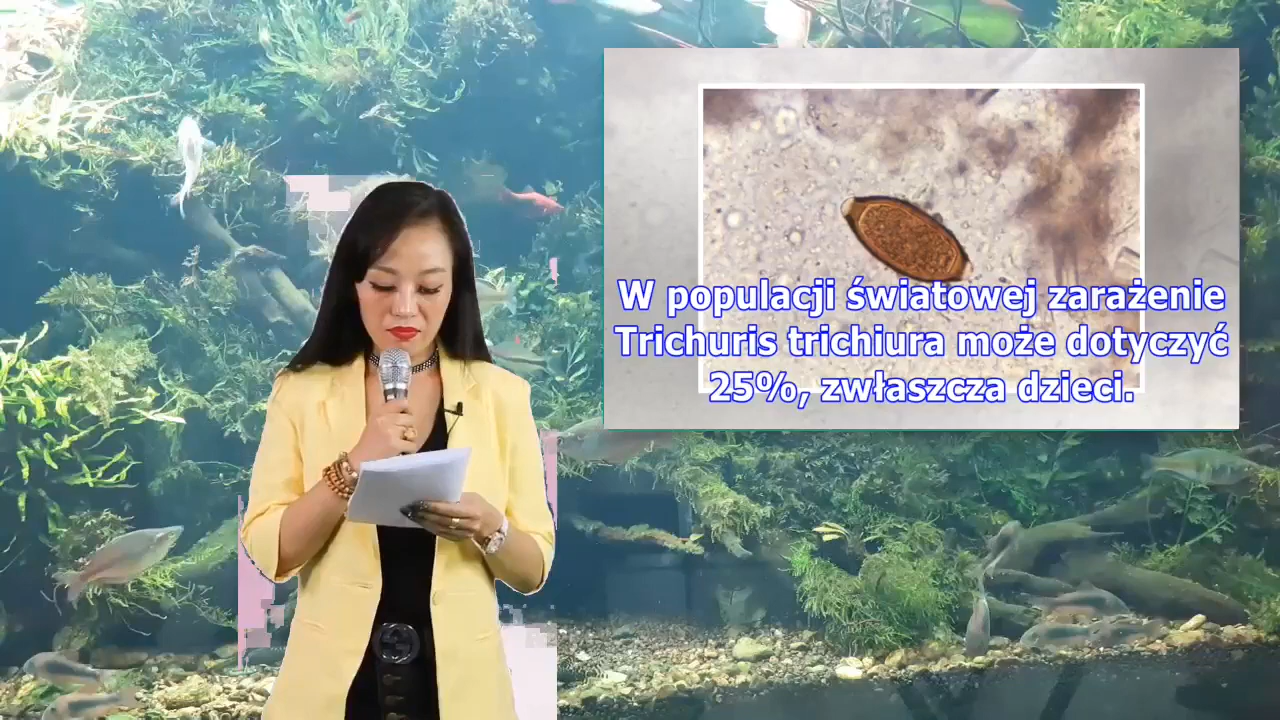 W populacji światowej zarażenie
Trichuris trichiura może dotyczyć
25%, zwłaszcza dzieci.